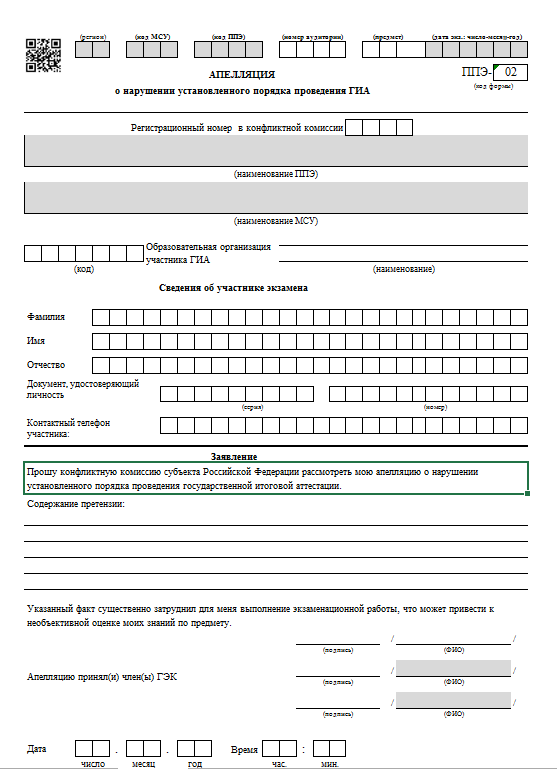 (регион) (код МСУ) (код ППЭ) (номер аудитории) (предмет) (дата экз.: число-месяц-год)
АПЕЛЛЯЦИЯ
ППЭ- 02
(код формы)
о нарушении установленного порядка проведения ГИА
Регистрационный номер в конфликтной комиссии
(наименование ППЭ)
(наименование МСУ)
Образовательная организация
участника ГИА
(код) (наименование)
Сведения об участнике экзамена
Фамилия
Имя
Отчество
Документ, удостоверяющий
личность
(серия) (номер)
Контактный телефон
участника:
Заявление
Прошу конфликтную комиссию субъекта Российской Федерации рассмотреть мою апелляцию о нарушении
установленного порядка проведения государственной итоговой аттестации.
Содержание претензии:
Указанный факт существенно затруднил для меня выполнение экзаменационной работы, что может привести к
необъективной оценке моих знаний по предмету.
/ /
(подпись) (ФИО)
Апелляцию принял(и) член(ы) ГЭК / /
(подпись) (ФИО)
/ /
(подпись) (ФИО)
Дата . . Время :
число месяц год час. мин.